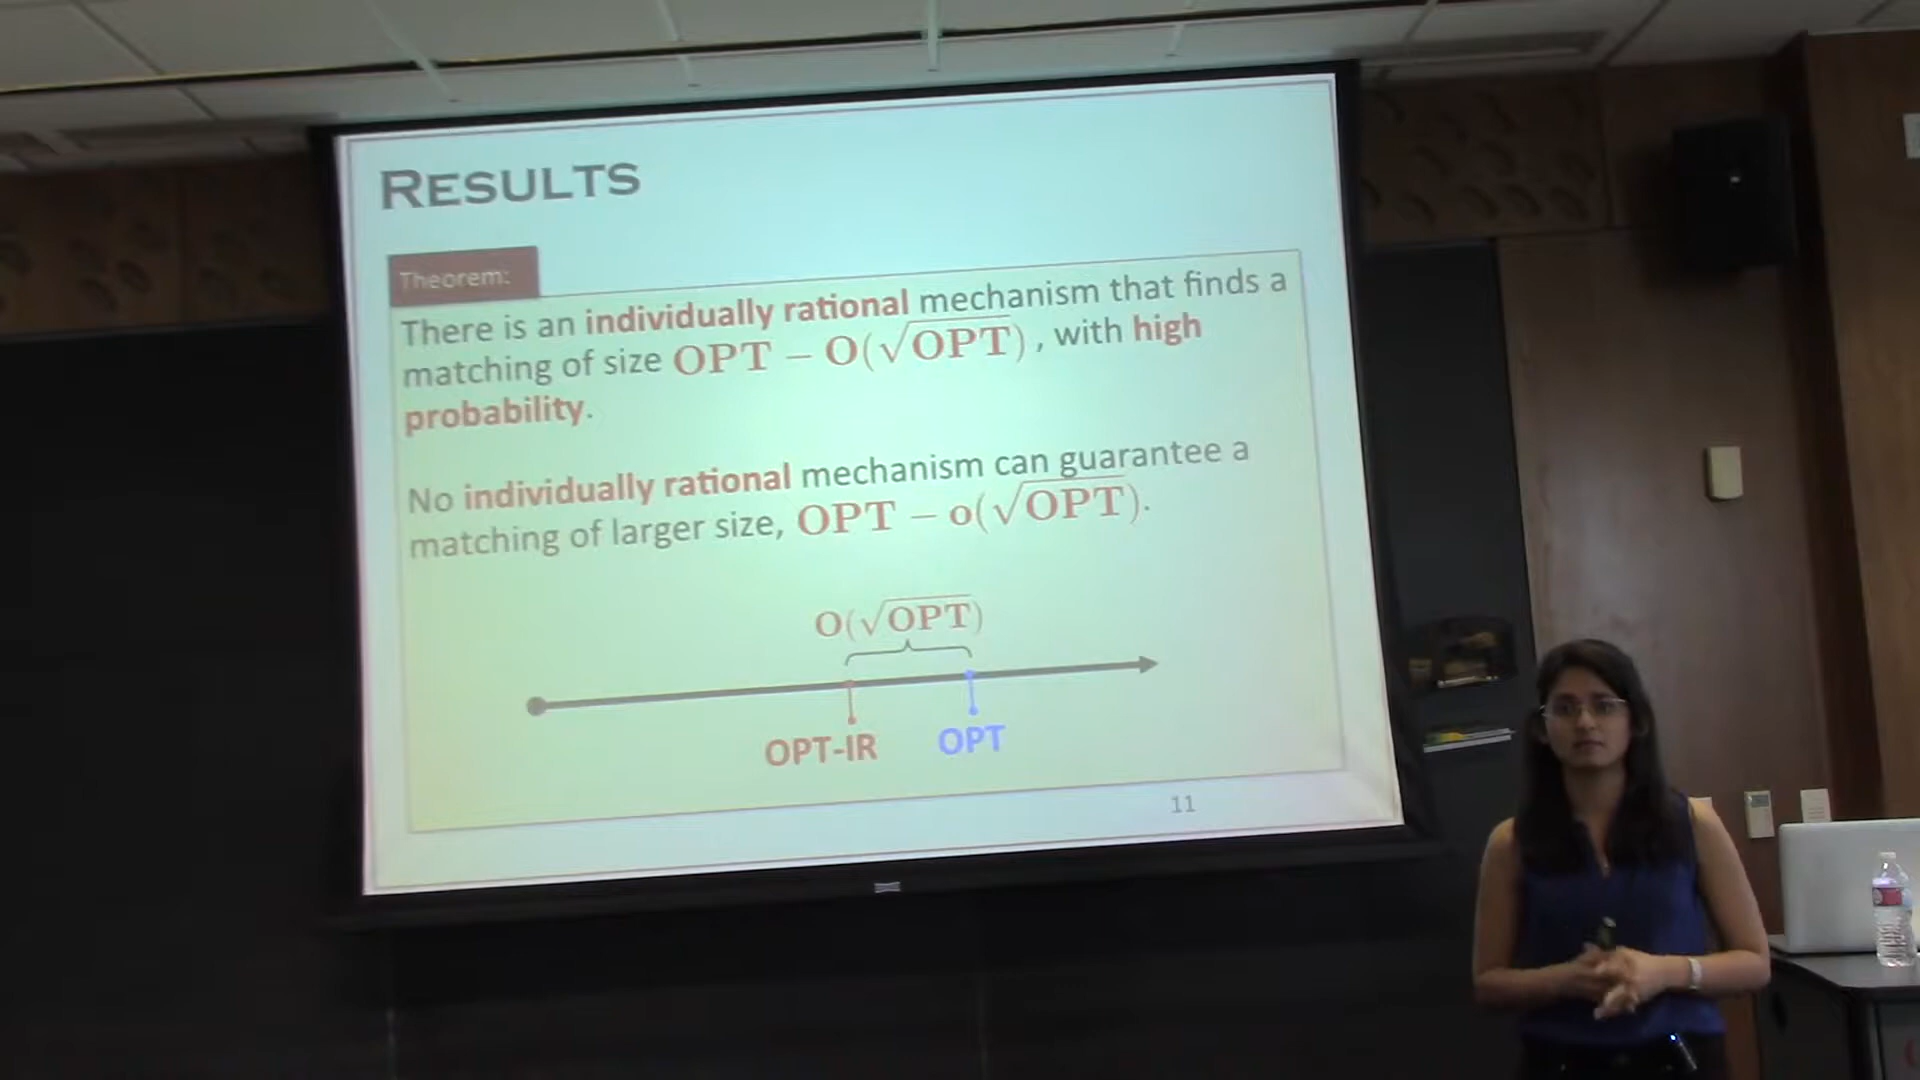 RESULTS
Theorem:
There is an individually rational mechanism that finds a
matching of size OPT − O(√OPT), with high
probability.
No individually rational mechanism can guarantee a
matching of larger size, OPT − o(√OPT).
O(√OPT)
OPT-IR OPT
11